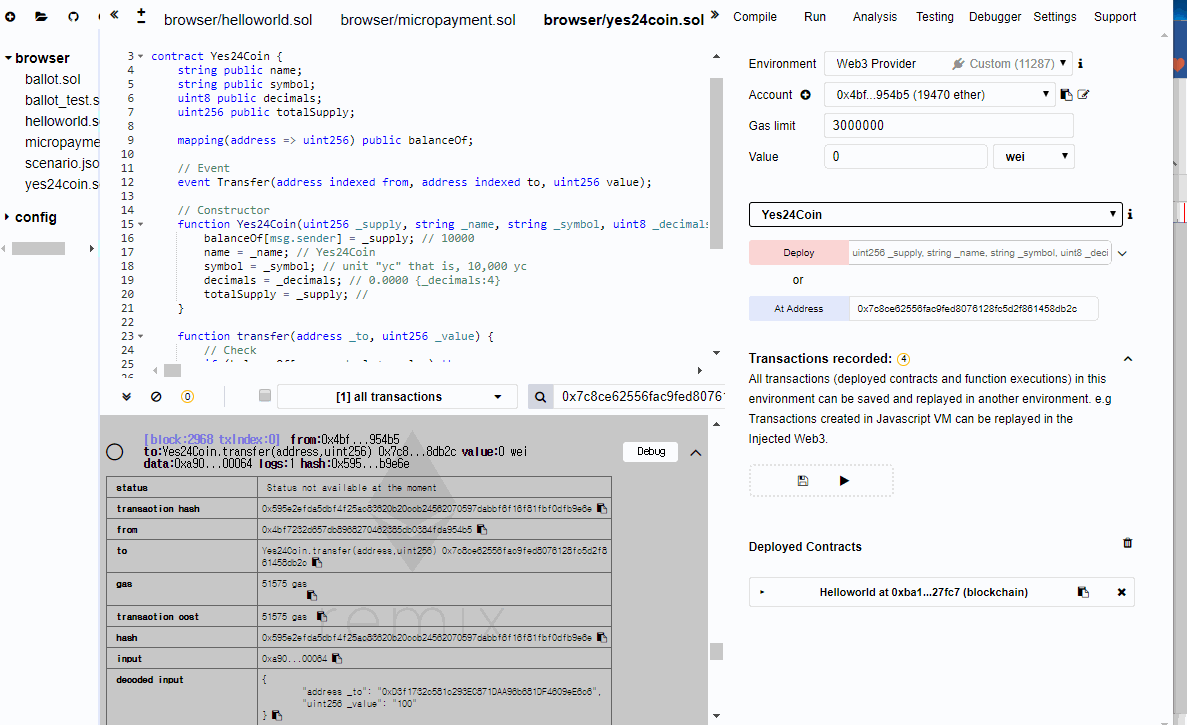 browser/helloworld.sol browser/micropayment.sol browser/yes24coin.sol
Compile Run Analysis Testing Debugger Settings Support
browser
ballot.sol
ballot_test.s
helloworld.s
micropayme
scenario.jso
yes24coin.s
config
3 contract Yes24Coin {
4 string public name;
5 string public symbol;
6 uint8 public decimals;
7 uint256 public totalSupply;
8
9 mapping(address => uint256) public balanceOf;
10
11 // Event
12 event Transfer(address indexed from, address indexed to, uint256 value);
13
14 // Constructor
15 function Yes24Coin(uint256 _supply, string _name, string _symbol, uint8 _decimals
16 balanceOf[msg.sender] = _supply; // 10000
17 name = _name; // Yes24Coin
18 symbol = _symbol; // unit "yc" that is, 10,000 yc
19 decimals = _decimals; // 0.0000 {_decimals:4}
20 totalSupply = _supply; //
21 }
22
23 function transfer(address _to, uint256 _value) {
24 // Check
25
0 [1] all transactions 0x7c8ce62556fac9fed8076
[block:2968 txIndex:0] from:0x4bf...954b5
to:Yes24Coin.transfer(address,uint256) 0x7c8...8db2c value:0 wei
data:0xa90...00064 logs:1 hash:0x595...b9e6e
Debug
status Status not available at the moment
transaction hash 0x595e2efda5dbf4f25ac83620b20ccb24562070597dabbf6f16f81fbf0dfb9e6e
from 0x4bf7232d657db8968270462385db0384fda954b5
to Yes24Coin.transfer(address,uint256) 0x7c8ce62556fac9fed8076128fc5d2f8
61458db2c
gas 51575 gas
transaction cost 51575 gas
hash 0x595e2efda5dbf4f25ac83620b20ccb24562070597dabbf6f16f81fbf0dfb9e6e
input 0xa90...00064
decoded input {
"address _to": "0xD3f1732c581c293EC871DAA96b681DF4609eE6c6",
"uint256 _value": "100"
}
remix
Environment Web3 Provider Custom (11287)
Account 0x4bf...954b5 (19470 ether)
Gas limit 3000000
Value 0 wei
Yes24Coin
Deploy uint256 _supply, string _name, string _symbol, uint8 _deci
or
At Address 0x7c8ce62556fac9fed8076128fc5d2f861458db2c
Transactions recorded: 4
All transactions (deployed contracts and function executions) in this
environment can be saved and replayed in another environment. e.g
Transactions created in Javascript VM can be replayed in the
Injected Web3.
Deployed Contracts
Helloworld at 0xba1...27fc7 (blockchain)